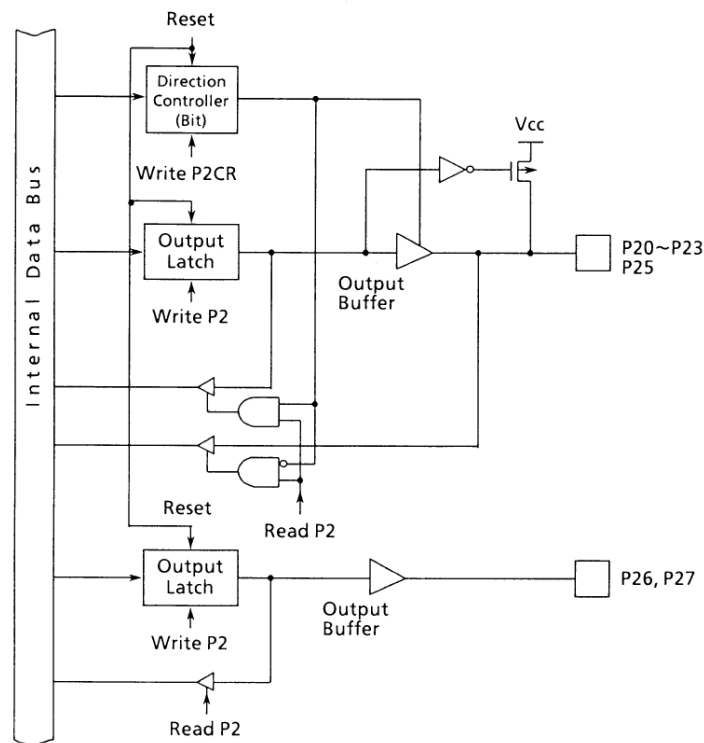 Reset
Direction
Controller
(Bit)
Vcc
Write P2CR
Internal Data Bus
Output
Latch
P20~P23
P25
Output
Buffer
Write P2
Reset
Read P2
Output
Latch
P26, P27
Output
Buffer
Write P2
Read P2